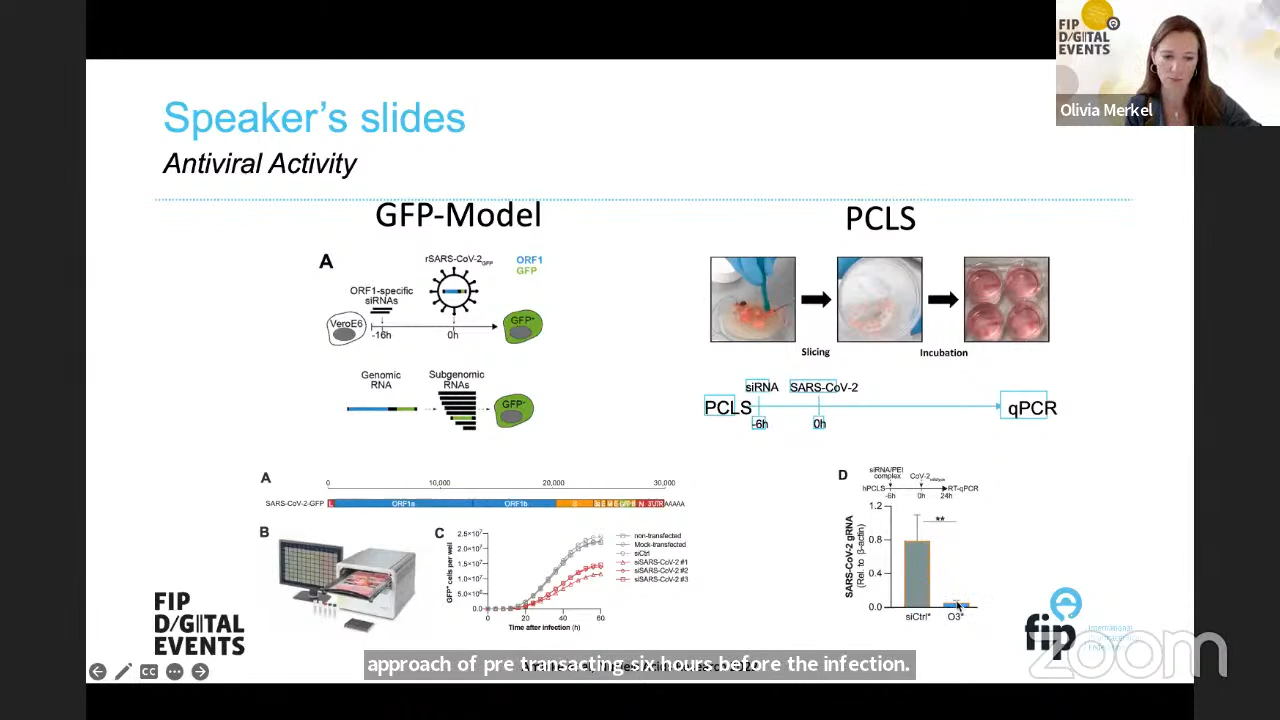 FIP
DIGITAL
EVENTS
Olivia Merkel
Speaker's slides
Antiviral Activity
GFP-Model
PCLS
A
rSARS-CoV-2GFP
ORF1
GFP
ORF1-specific
siRNAs
VeroE6
-16h
0h
GFP+
Genomic
RNA
Subgenomic
RNAs
GFP-
Slicing
Incubation
siRNA
SARS-CoV-2
PCLS
qPCR
-6h
0h
A
0
10,000
20,000
30,000
SARS-CoV-2-GFP
L
ORF1a
ORF1b
S
N
3'UTR
AAAAA
B
C
GFP+ cells per well
2.5×10⁷
2.0×10⁷
1.5×10⁷
1.0×10⁷
5.0×10⁶
0.0
0
20
40
60
Time after infection (h)
non-transfected
Mock-transfected
siCtrl
siSARS-CoV-2 #1
siSARS-CoV-2 #2
siSARS-CoV-2 #3
D
siRNA/PEI
complex
CoV-2wildtype
hPCLS
RT-qPCR
-6h
0h
24h
SARS-CoV-2 gRNA
(Rel. to β-actin)
1.2
0.8
0.4
0.0
**
siCtrl*
O3*
FIP
DIGITAL
EVENTS
fip
International
Pharmaceutical
Federation
approach of pre transacting six hours before the infection.
CC
zoom